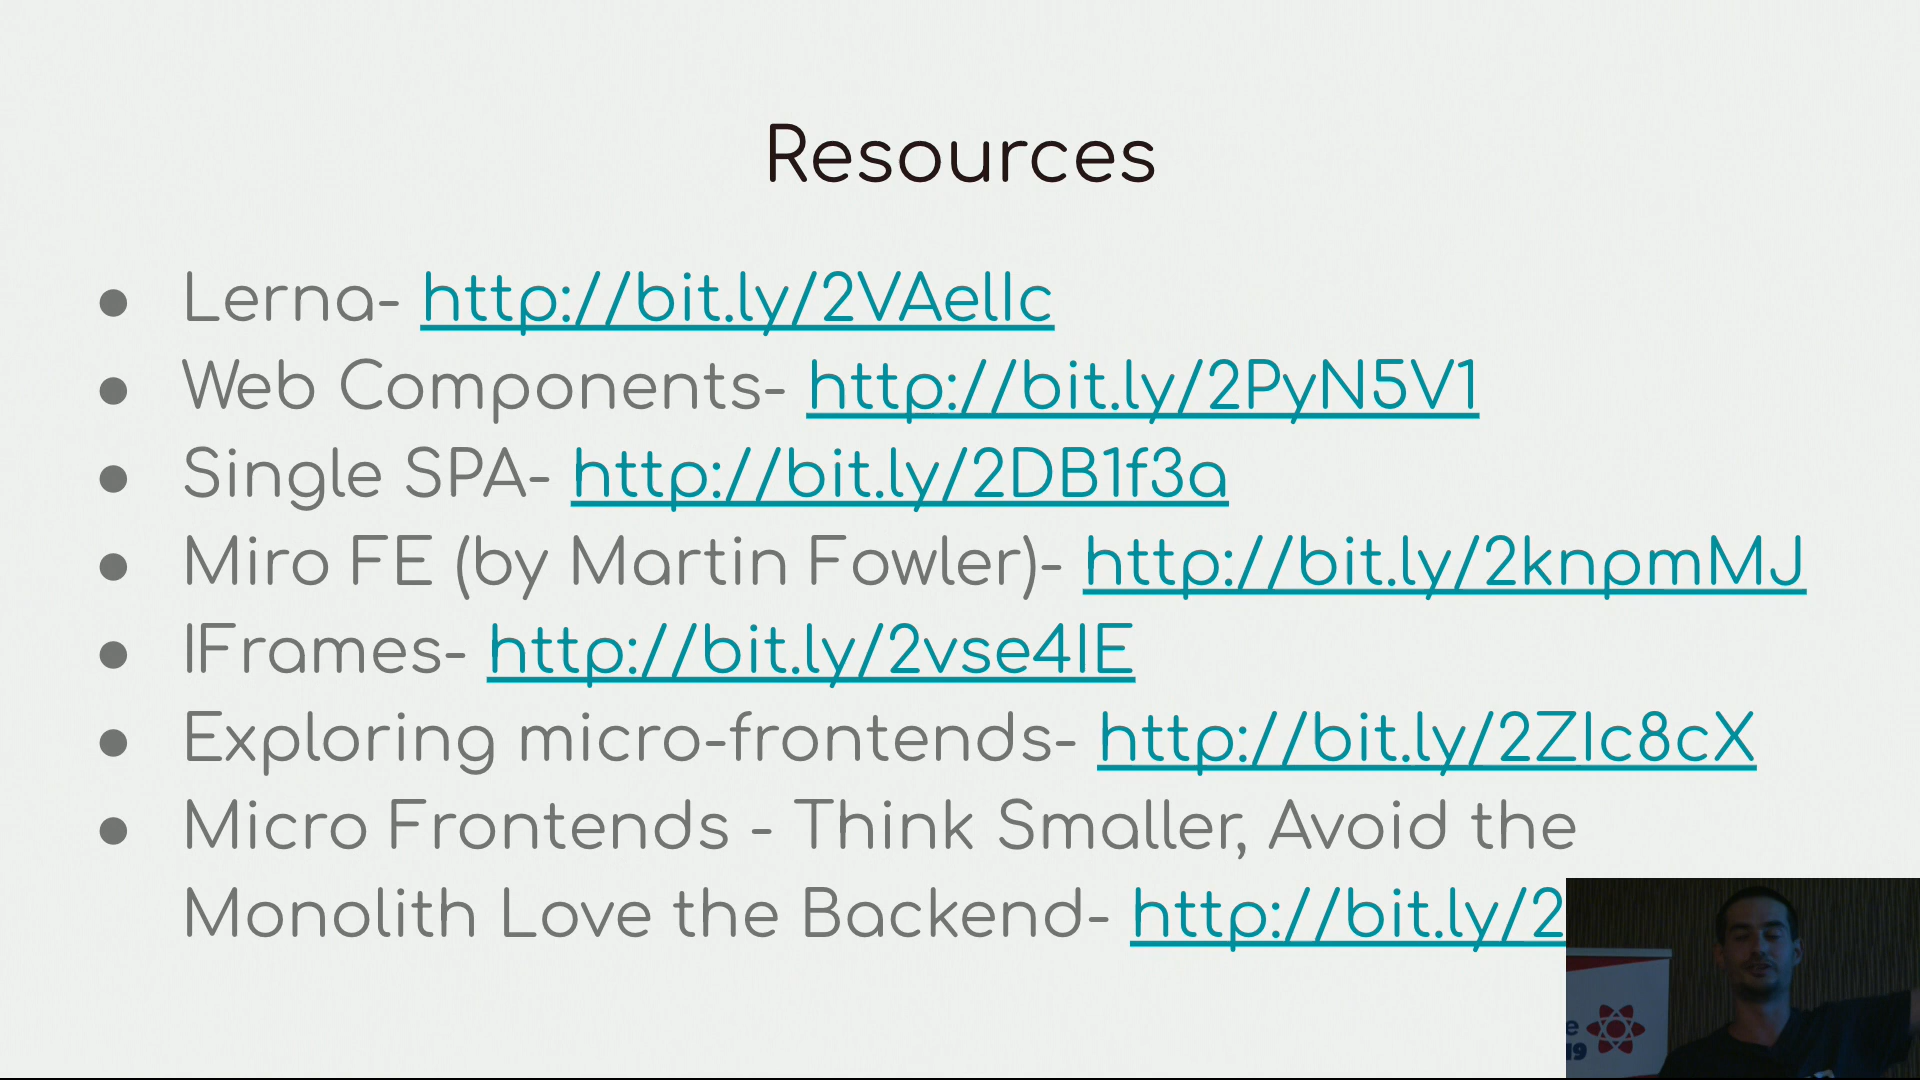 Resources
● Lerna- http://bit.ly/2VAelIc
● Web Components- http://bit.ly/2PyN5V1
● Single SPA- http://bit.ly/2DB1f3a
● Miro FE (by Martin Fowler)- http://bit.ly/2knpmMJ
● IFrames- http://bit.ly/2vse4IE
● Exploring micro-frontends- http://bit.ly/2ZIc8cX
● Micro Frontends - Think Smaller, Avoid the
Monolith Love the Backend- http://bit.ly/2
e
19